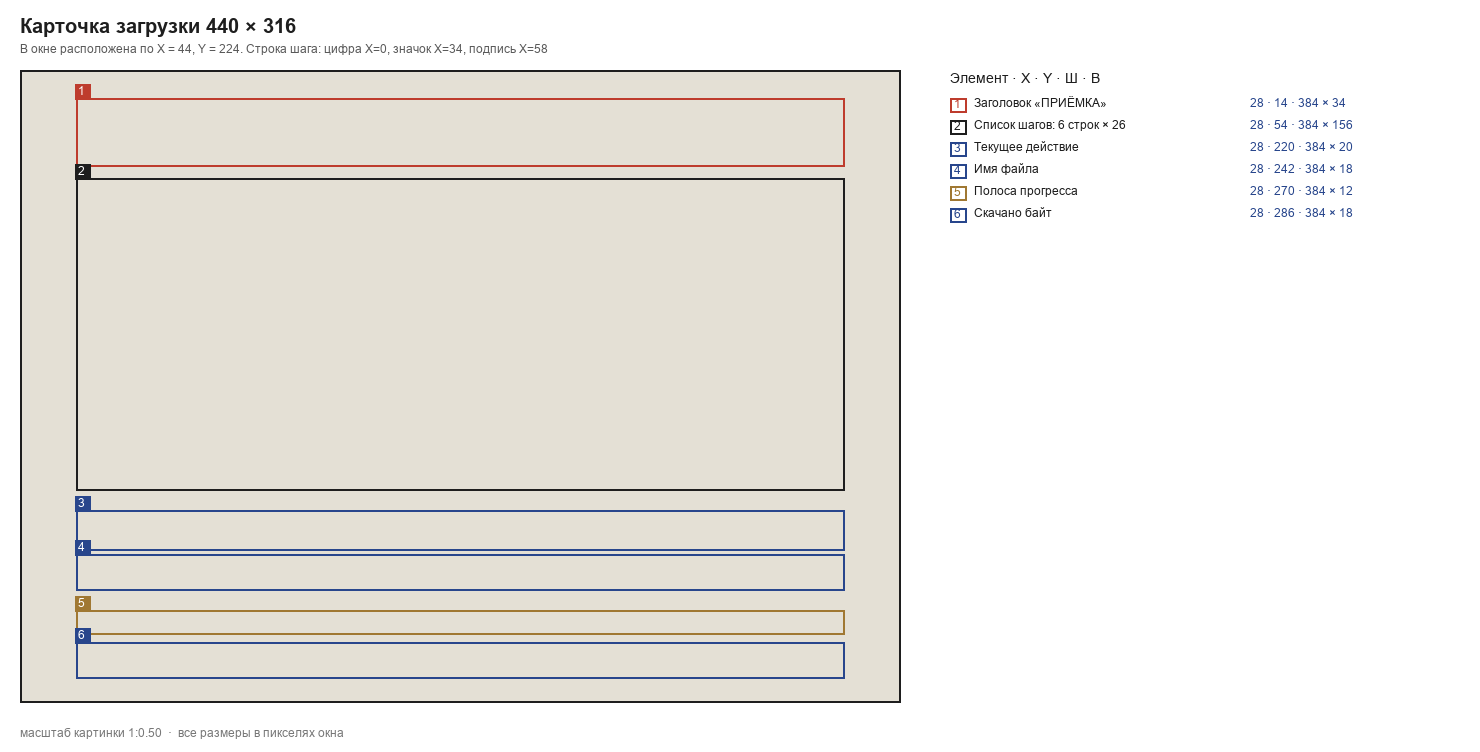 Карточка загрузки 440 × 316
В окне расположена по X = 44, Y = 224. Строка шага: цифра X=0, значок X=34, подпись X=58
Элемент · X · Y · Ш · В
1 Заголовок «ПРИЁМКА» 28 · 14 · 384 × 34
2 Список шагов: 6 строк × 26 28 · 54 · 384 × 156
3 Текущее действие 28 · 220 · 384 × 20
4 Имя файла 28 · 242 · 384 × 18
5 Полоса прогресса 28 · 270 · 384 × 12
6 Скачано байт 28 · 286 · 384 × 18
1
2
3
4
5
6
масштаб картинки 1:0.50 · все размеры в пикселях окна